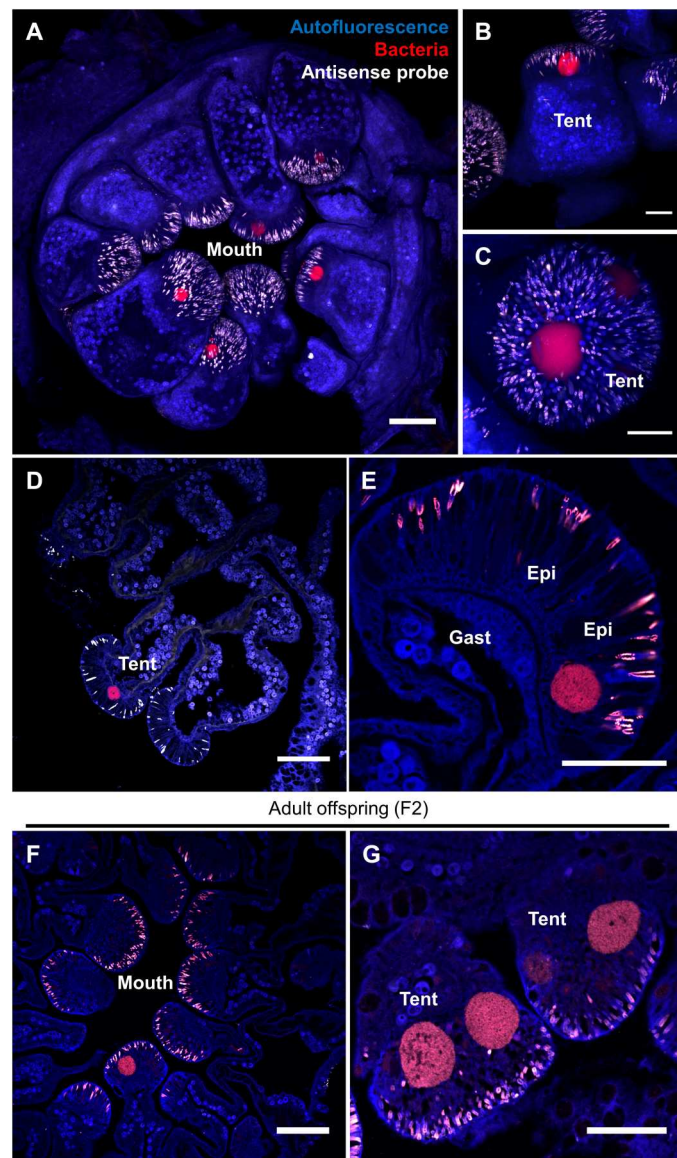 A
Autofluorescence
Bacteria
Antisense probe
Mouth
B
Tent
C
Tent
D
Tent
E
Epi
Epi
Gast
Adult offspring (F2)
F
Mouth
G
Tent
Tent